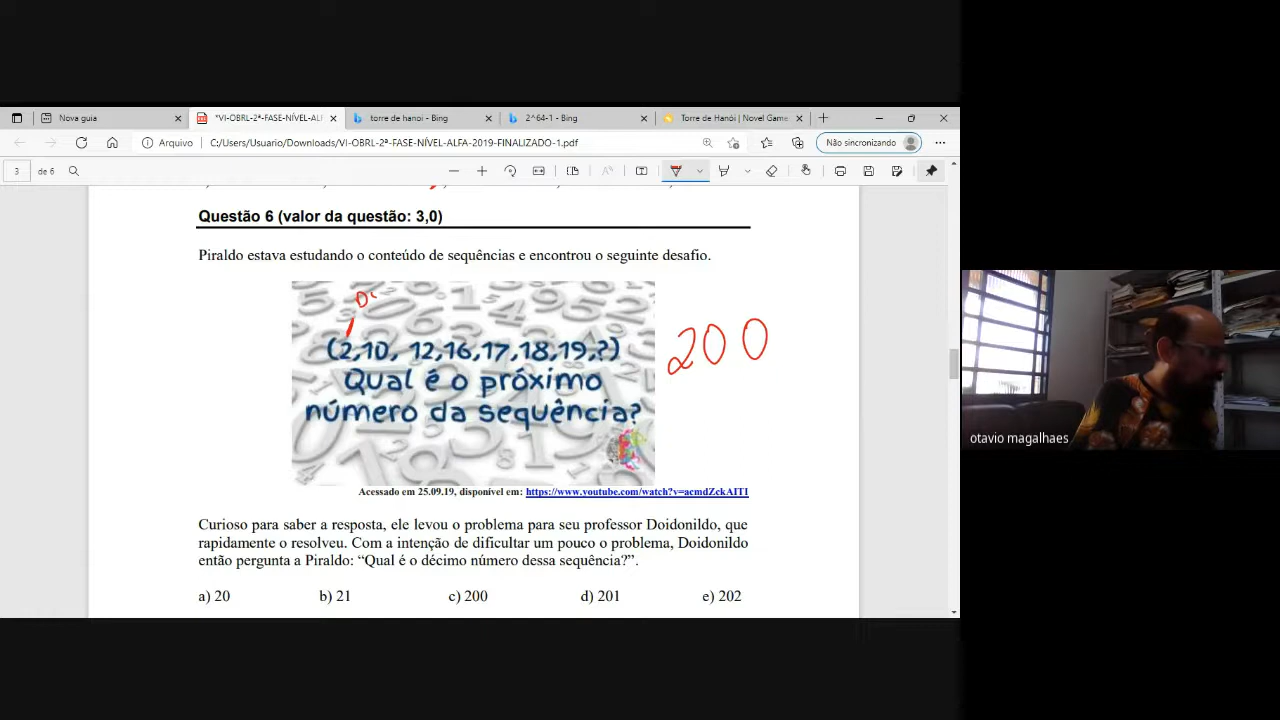 Nova guia
*VI-OBRL-2ª-FASE-NÍVEL-ALF
torre de hanoi - Bing
2^64-1 - Bing
Torre de Hanói | Novel Game
Arquivo
C:/Users/Usuario/Downloads/VI-OBRL-2ª-FASE-NÍVEL-ALFA-2019-FINALIZADO-1.pdf
Não sincronizando
3
de 6
Questão 6 (valor da questão: 3,0)
Piraldo estava estudando o conteúdo de sequências e encontrou o seguinte desafio.
(2,10, 12,16,17,18,19,?)
200
Qual é o próximo
número da sequência?
otavio magalhaes
Acessado em 25.09.19, disponível em: https://www.youtube.com/watch?v=acmdZckAITI
Curioso para saber a resposta, ele levou o problema para seu professor Doidonildo, que
rapidamente o resolveu. Com a intenção de dificultar um pouco o problema, Doidonildo
então pergunta a Piraldo: “Qual é o décimo número dessa sequência?”.
a) 20 b) 21 c) 200 d) 201 e) 202